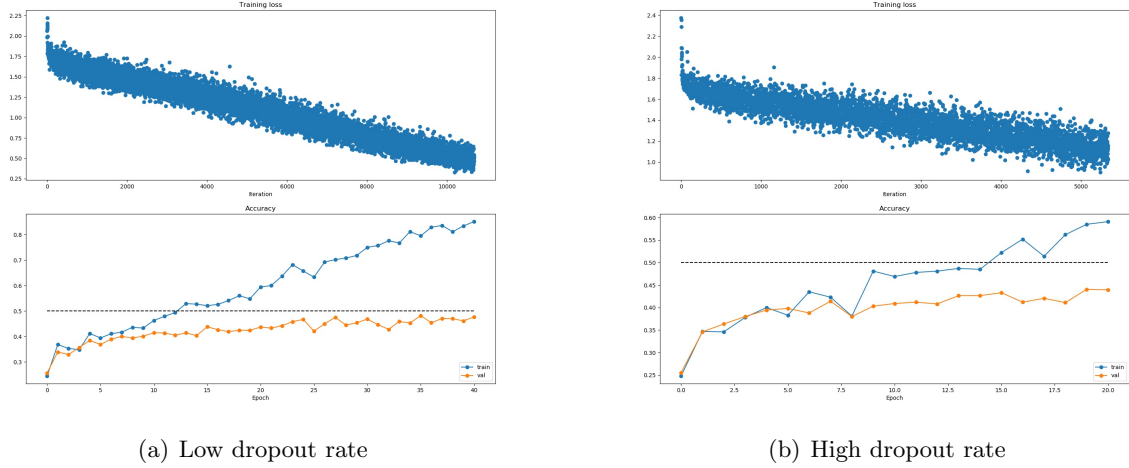 Training loss
2.25
2.00
1.75
1.50
1.25
1.00
0.75
0.50
0.25
0 2000 4000 6000 8000 10000
Iteration
Accuracy
0.8
0.7
0.6
0.5
0.4
0.3
train
val
0 5 10 15 20 25 30 35 40
Epoch
(a) Low dropout rate
Training loss
2.4
2.2
2.0
1.8
1.6
1.4
1.2
1.0
0 1000 2000 3000 4000 5000
Iteration
Accuracy
0.60
0.55
0.50
0.45
0.40
0.35
0.30
0.25
train
val
0.0 2.5 5.0 7.5 10.0 12.5 15.0 17.5 20.0
Epoch
(b) High dropout rate